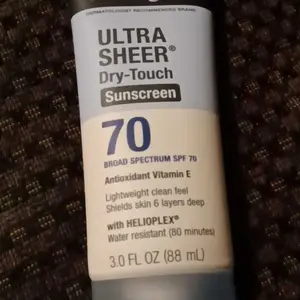 DERMATOLOGIST RECOMMENDED BRAND
ULTRA
SHEER®
Dry-Touch
Sunscreen
70
BROAD SPECTRUM SPF 70
Antioxidant Vitamin E
Lightweight clean feel
Shields skin 6 layers deep
with HELIOPLEX®
Water resistant (80 minutes)
3.0 FL OZ (88 mL)